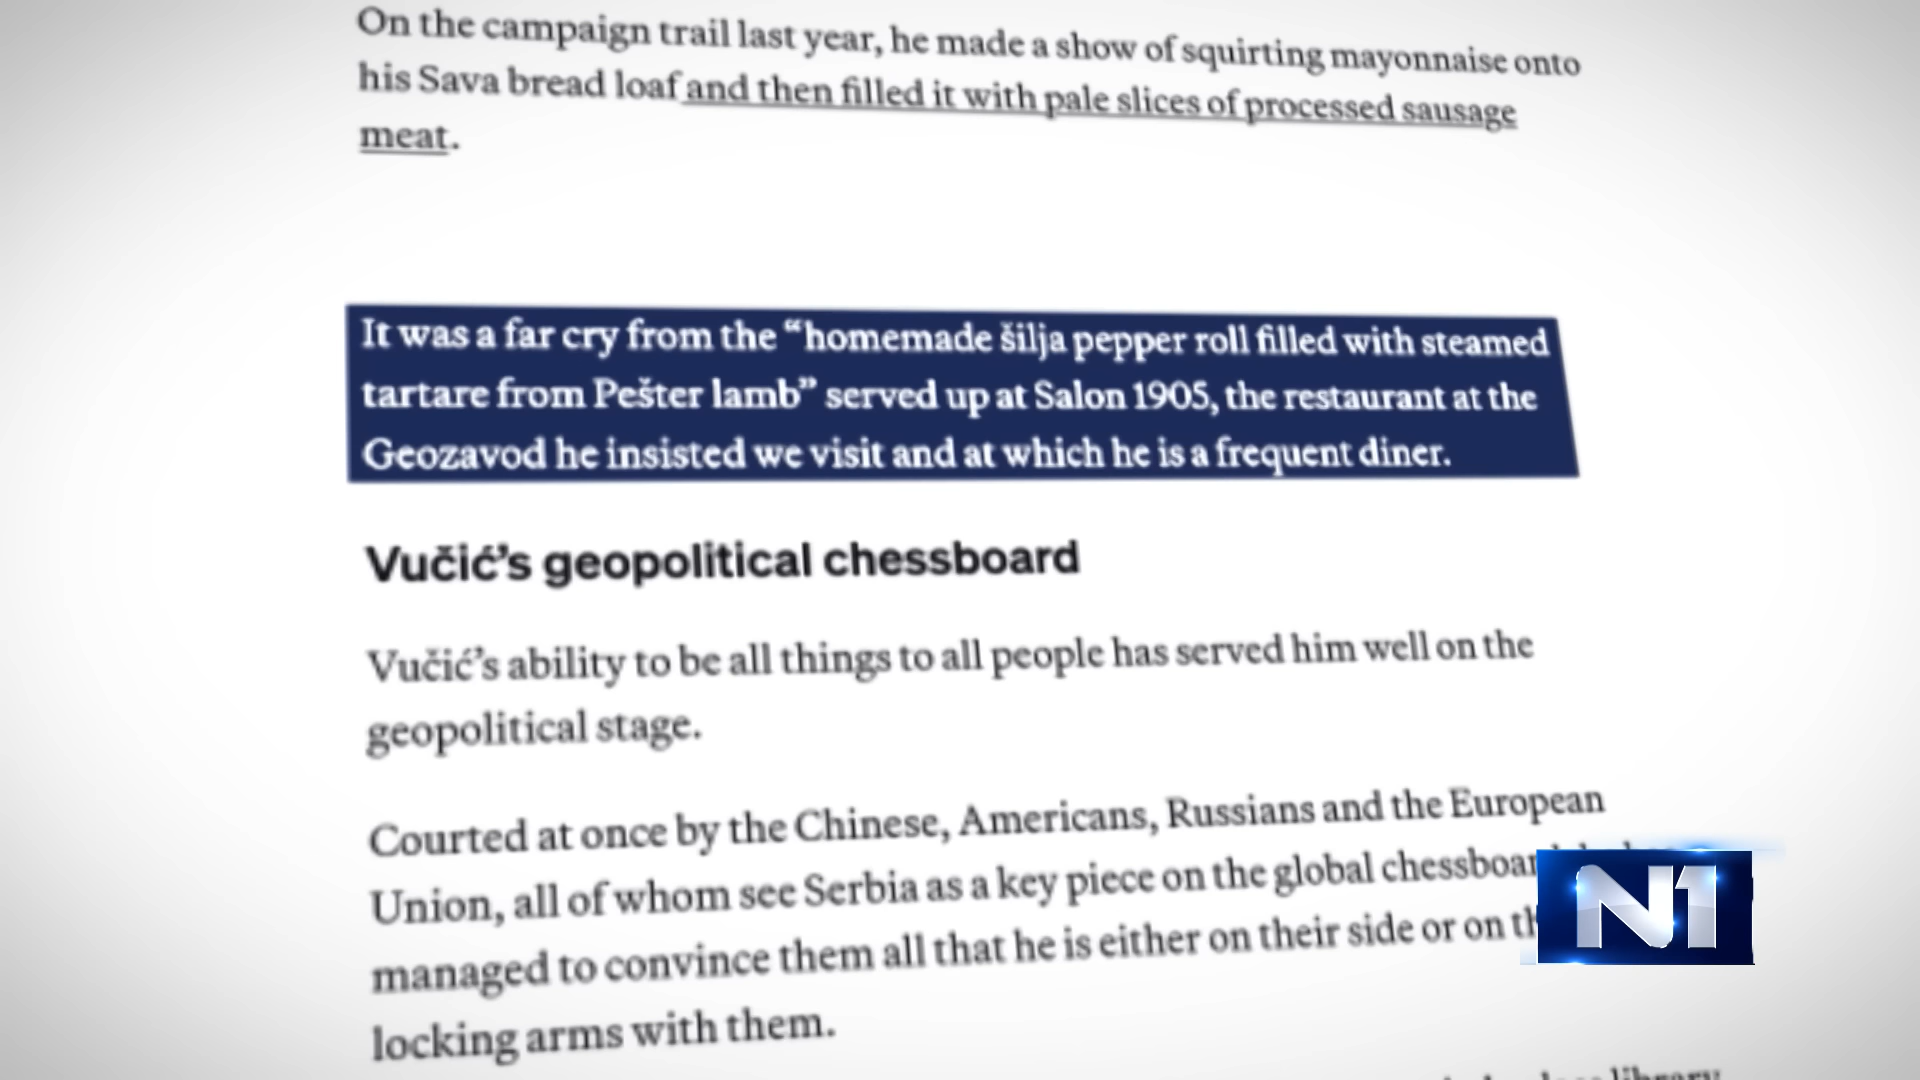 On the campaign trail last year, he made a show of squirting mayonnaise onto
his Sava bread loaf and then filled it with pale slices of processed sausage
meat.
It was a far cry from the “homemade šilja pepper roll filled with steamed
tartare from Pešter lamb” served up at Salon 1905, the restaurant at the
Geozavod he insisted we visit and at which he is a frequent diner.
Vučić’s geopolitical chessboard
Vučić’s ability to be all things to all people has served him well on the
geopolitical stage.
Courted at once by the Chinese, Americans, Russians and the European
Union, all of whom see Serbia as a key piece on the global
managed to convince them all that he is either on their side or on
locking arms with them.
library
N1